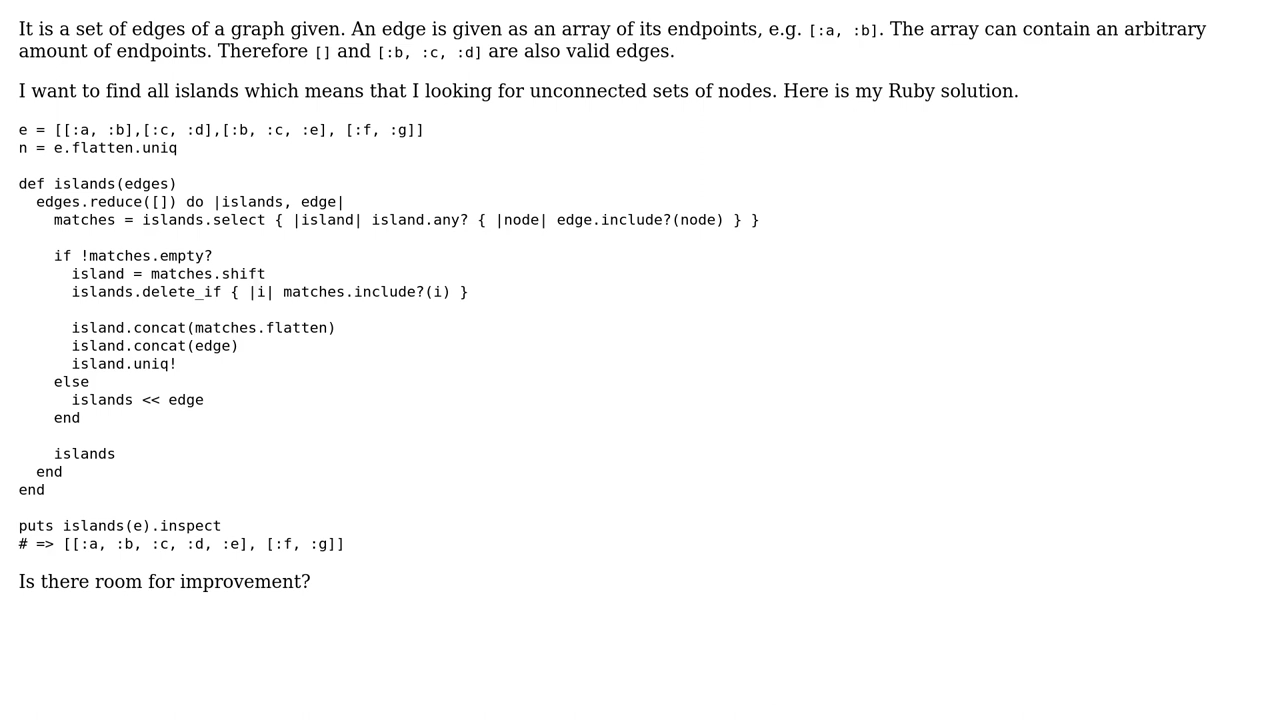 It is a set of edges of a graph given. An edge is given as an array of its endpoints, e.g. [:a, :b]. The array can contain an arbitrary
amount of endpoints. Therefore [] and [:b, :c, :d] are also valid edges.
I want to find all islands which means that I looking for unconnected sets of nodes. Here is my Ruby solution.
e = [[:a, :b],[:c, :d],[:b, :c, :e], [:f, :g]]
n = e.flatten.uniq
def islands(edges)
  edges.reduce([]) do |islands, edge|
    matches = islands.select { |island| island.any? { |node| edge.include?(node) } }
    if !matches.empty?
      island = matches.shift
      islands.delete_if { |i| matches.include?(i) }
      island.concat(matches.flatten)
      island.concat(edge)
      island.uniq!
    else
      islands << edge
    end
    islands
  end
end
puts islands(e).inspect
# => [[:a, :b, :c, :d, :e], [:f, :g]]
Is there room for improvement?